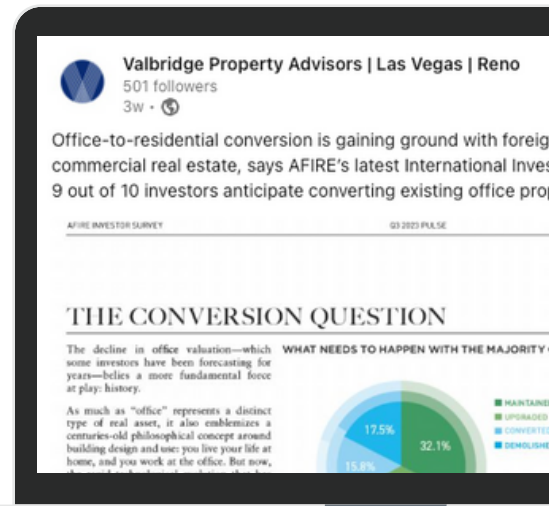 Valbridge Property Advisors | Las Vegas | Reno
501 followers
3w •
Office-to-residential conversion is gaining ground with foreig
commercial real estate, says AFIRE's latest International Inves
9 out of 10 investors anticipate converting existing office prop
AFIRE INVESTOR SURVEY
Q3 2023 PULSE
THE CONVERSION QUESTION
The decline in office valuation—which
some investors have been forecasting for
years—belies a more fundamental force
at play: history.
As much as "office" represents a distinct
type of real asset, it also emblemizes a
centuries-old philosophical concept around
building design and use: you live your life at
home, and you work at the office. But now,
WHAT NEEDS TO HAPPEN WITH THE MAJORITY
17.5%
32.1%
15.8%
MAINTAINED
UPGRADED
CONVERTED
DEMOLISHE